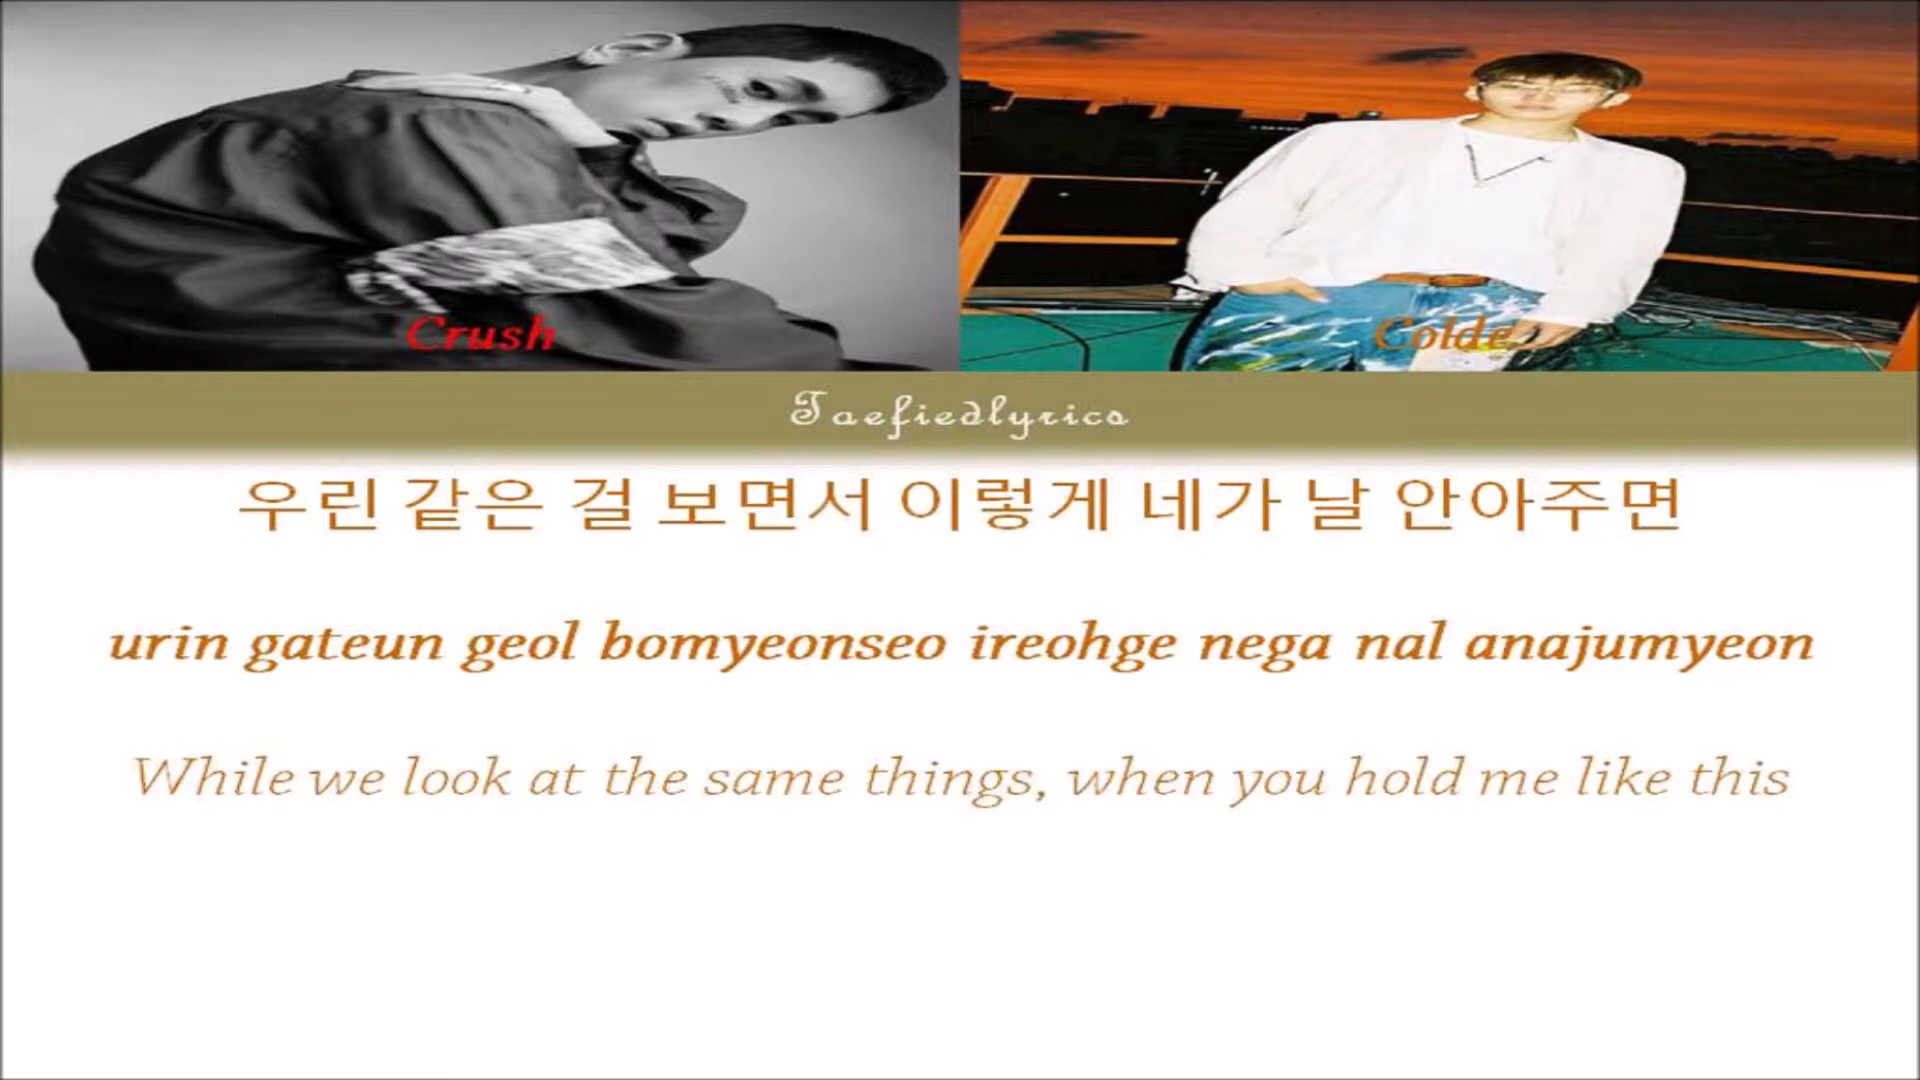 Crush
Colde
Taefiedlyrics
우린 같은 걸 보면서 이렇게 네가 날 안아주면
urin gateun geol bomyeonseo ireohge nega nal anajumyeon
While we look at the same things, when you hold me like this